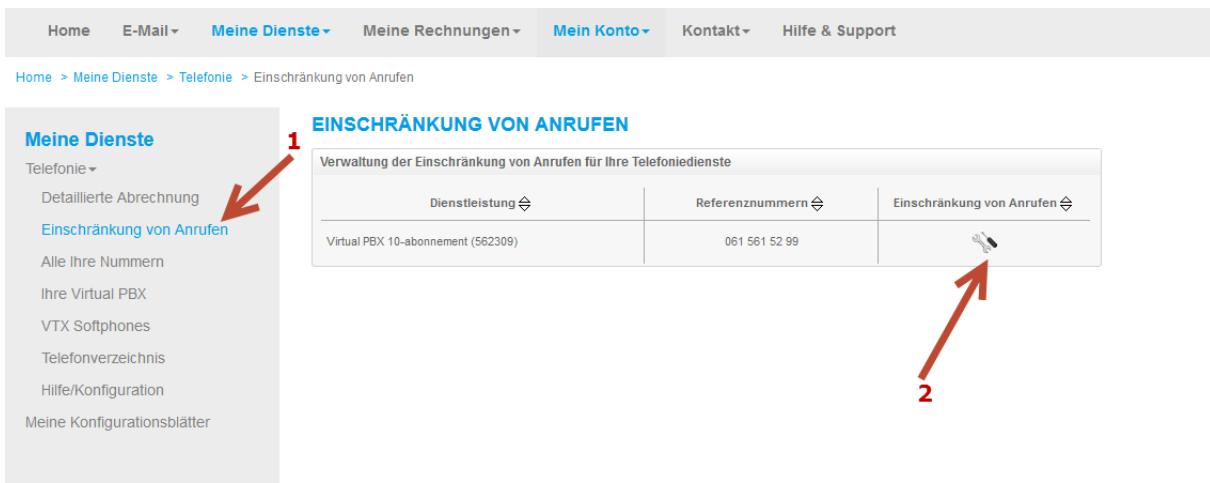 Home E-Mail Meine Dienste Meine Rechnungen Mein Konto Kontakt Hilfe & Support
Home > Meine Dienste > Telefonie > Einschränkung von Anrufen
Meine Dienste
Telefonie
Detaillierte Abrechnung
Einschränkung von Anrufen
Alle Ihre Nummern
Ihre Virtual PBX
VTX Softphones
Telefonverzeichnis
Hilfe/Konfiguration
Meine Konfigurationsblätter
1
EINSCHRÄNKUNG VON ANRUFEN
Verwaltung der Einschränkung von Anrufen für Ihre Telefoniedienste
Dienstleistung Referenznummern Einschränkung von Anrufen
Virtual PBX 10-abonnement (562309) 061 561 52 99
2